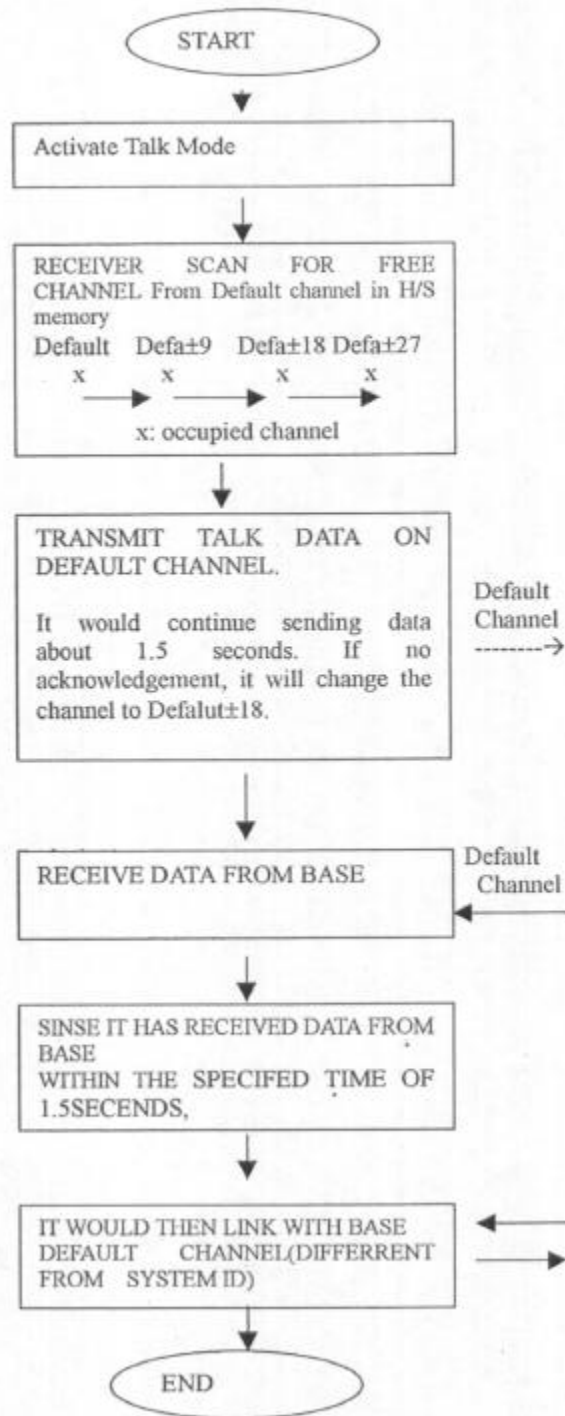 START
Activate Talk Mode
RECEIVER SCAN FOR FREE
CHANNEL From Default channel in H/S
memory
Default Defa±9 Defa±18 Defa±27
x x x x
x: occupied channel
TRANSMIT TALK DATA ON
DEFAULT CHANNEL.
It would continue sending data
about 1.5 seconds. If no
acknowledgement, it will change the
channel to Defalut±18.
Default
Channel
RECEIVE DATA FROM BASE
Default
Channel
SINSE IT HAS RECEIVED DATA FROM
BASE
WITHIN THE SPECIFED TIME OF
1.5SECENDS,
IT WOULD THEN LINK WITH BASE
DEFAULT CHANNEL(DIFFERRENT
FROM SYSTEM ID)
END